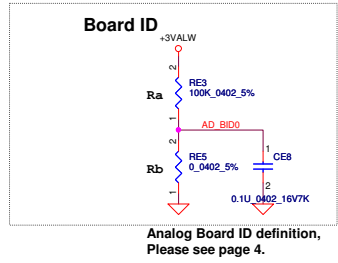 Board ID
+3VALW
2
Ra
RE3
100K_0402_5%
1
AD_BID0
2
1
Rb
RE5
0_0402_5%
CE8
1
2
0.1U_0402_16V7K
Analog Board ID definition,
Please see page 4.